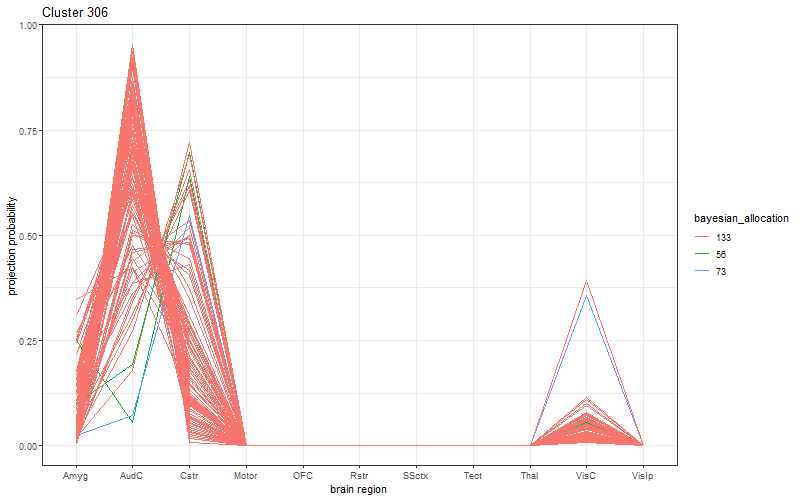 Cluster 306
1.00
0.75
0.50
0.25
0.00
projection probability
Amyg AudC Cstr Motor OFC Rstr SSctx Tect Thal VisC VisIp
brain region
bayesian_allocation
133
56
73